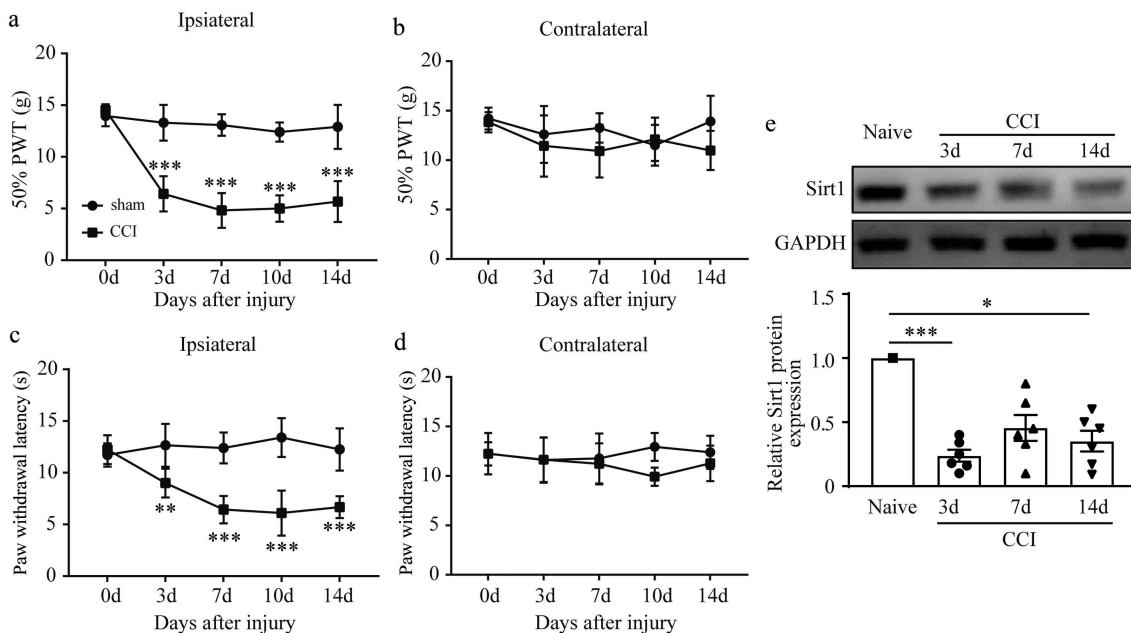 a
Ipsiateral
20
15
10
5
0
50% PWT (g)
***
***
***
***
sham
CCI
0d 3d 7d 10d 14d
Days after injury
b
Contralateral
20
15
10
5
0
50% PWT (g)
0d 3d 7d 10d 14d
Days after injury
c
Ipsiateral
20
15
10
5
0
Paw withdrawal latency (s)
**
***
***
***
0d 3d 7d 10d 14d
Days after injury
d
Contralateral
20
15
10
5
0
Paw withdrawal latency (s)
0d 3d 7d 10d 14d
Days after injury
e
Naive
CCI
3d 7d 14d
Sirt1
GAPDH
1.5
1.0
0.5
0
Relative Sirt1 protein
expression
*
***
Naive 3d 7d 14d
CCI